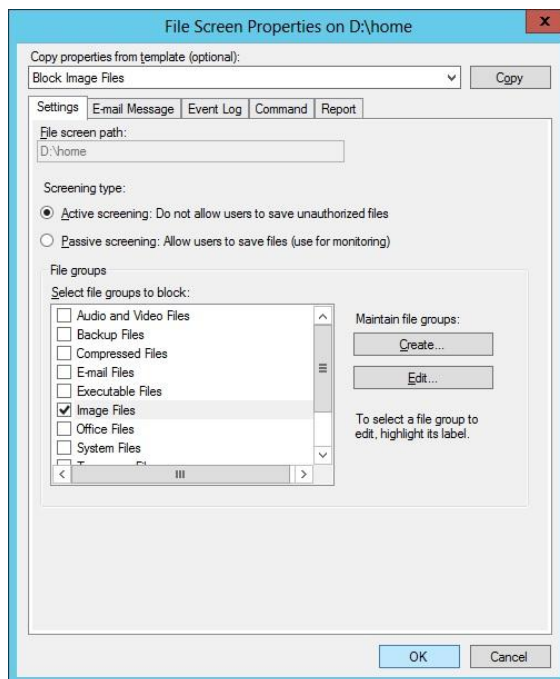 File Screen Properties on D:\home
x
Copy properties from template (optional):
Block Image Files
Copy
Settings
E-mail Message
Event Log
Command
Report
File screen path:
D:\home
Screening type:
Active screening: Do not allow users to save unauthorized files
Passive screening: Allow users to save files (use for monitoring)
File groups
Select file groups to block:
Audio and Video Files
Backup Files
Compressed Files
E-mail Files
Executable Files
Image Files
Office Files
System Files
Maintain file groups:
Create...
Edit...
To select a file group to
edit, highlight its label.
OK
Cancel